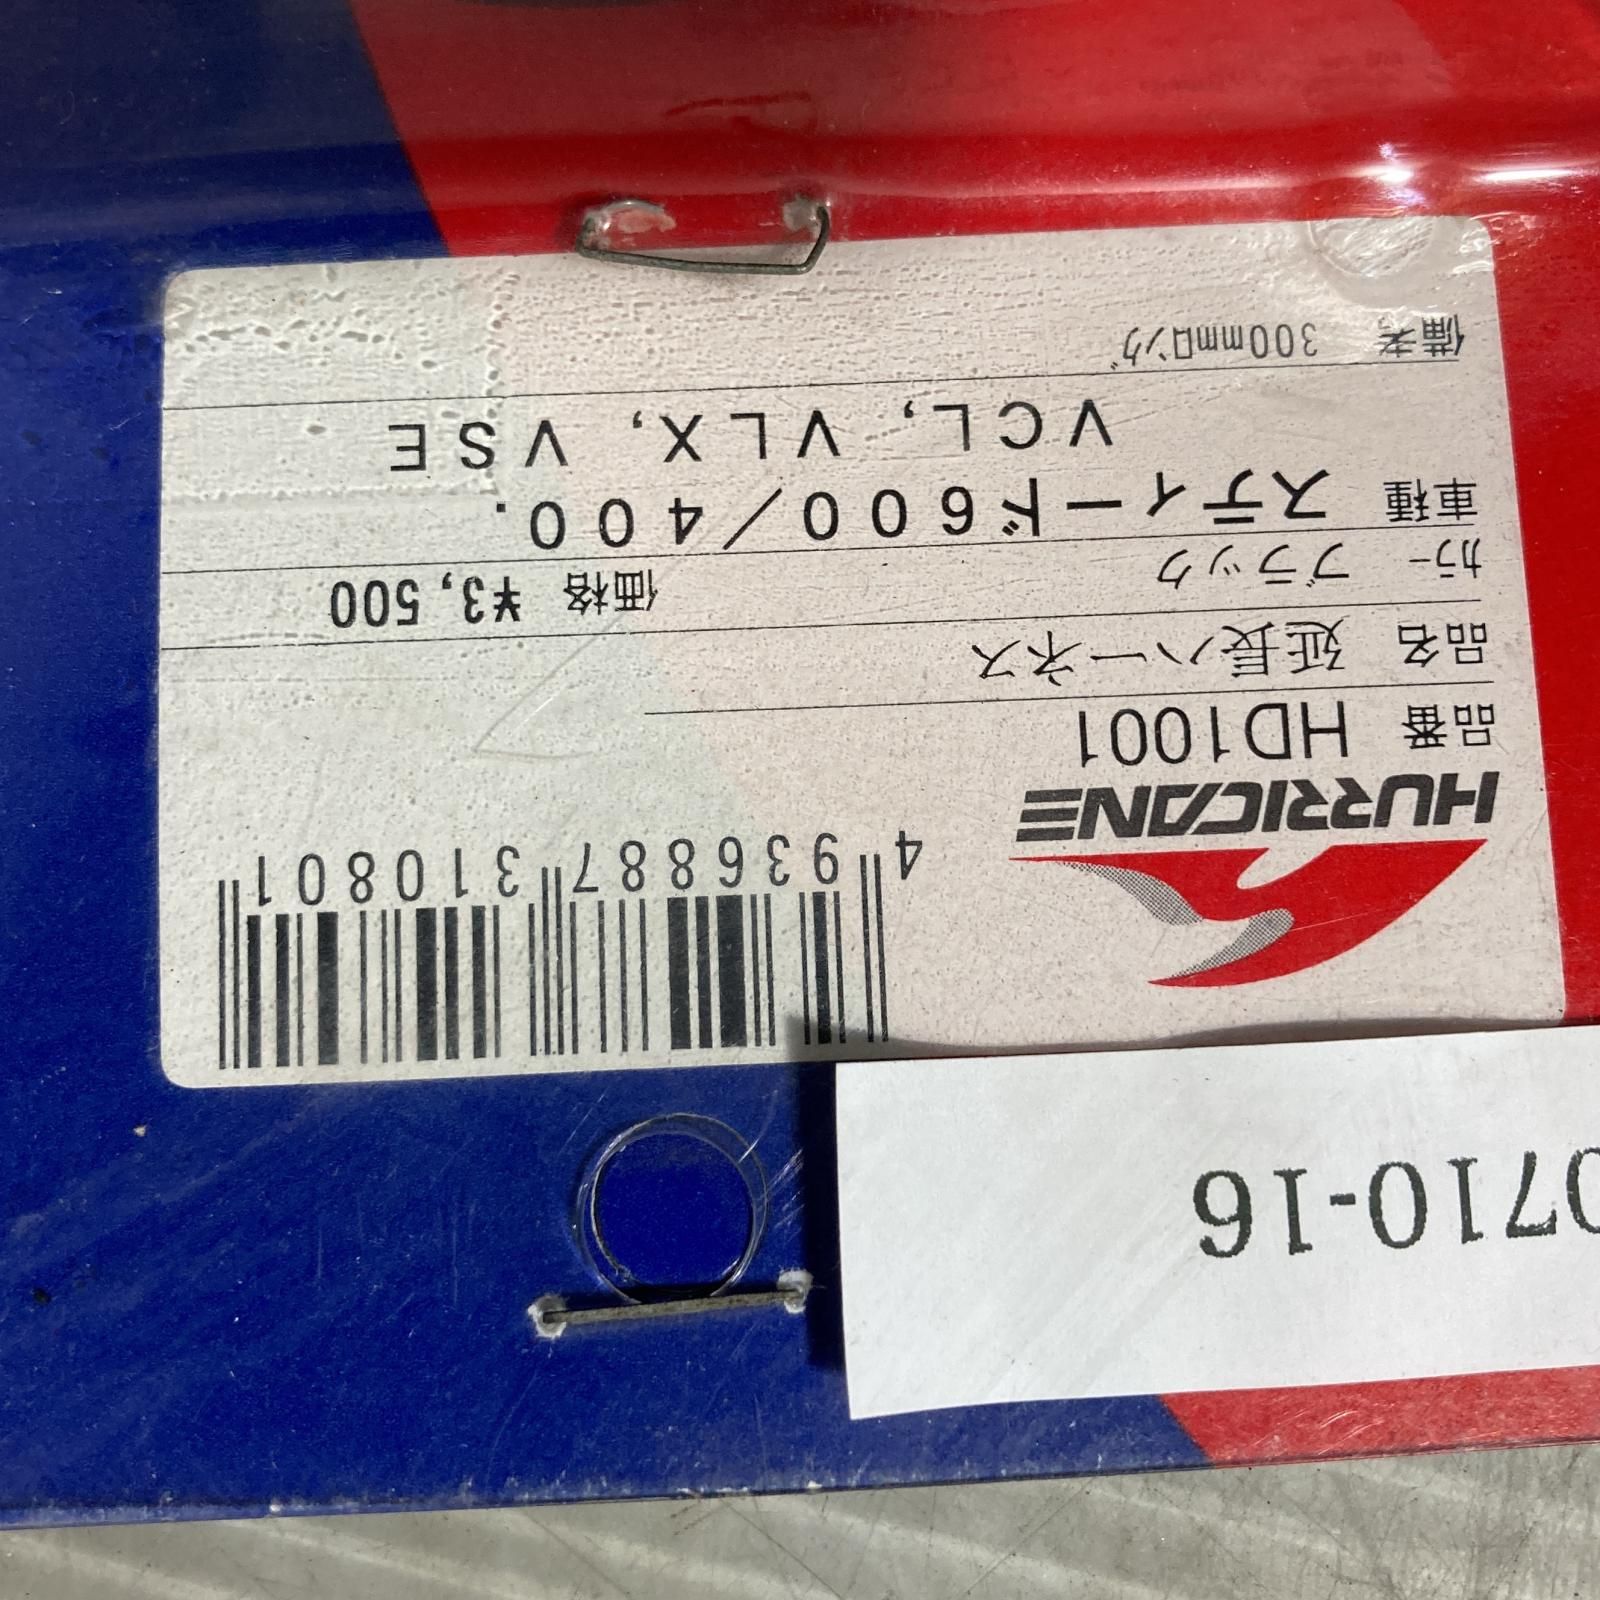 0710-16
4 936887 310801
HURRICANE
品番 HD1001
品名 延長ハーネス
カラー ブラック 価格 ¥3,500
車種 スティード600/400.
VCL, VLX, VSE
備考 300mmロング